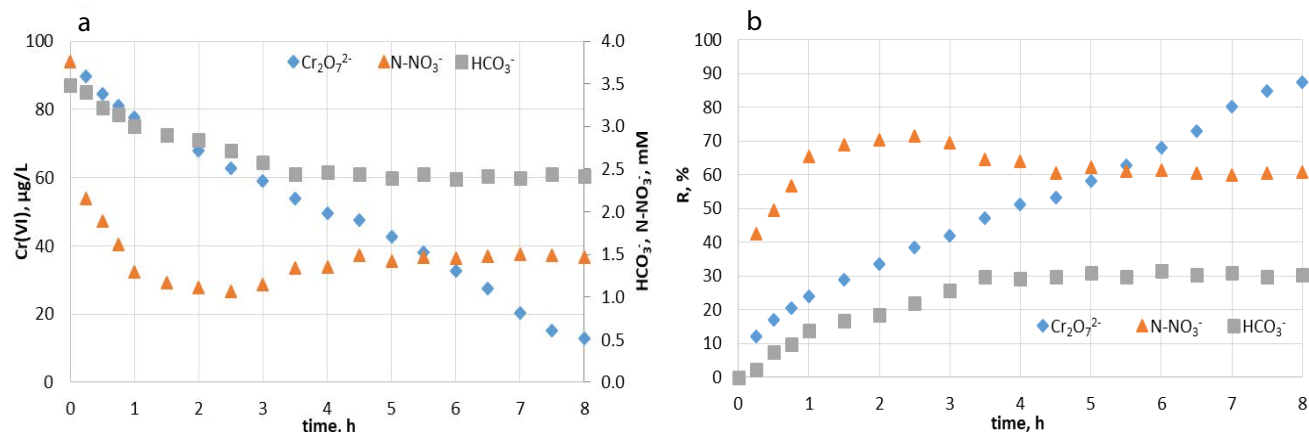 a
Cr₂O₇²⁻ N-NO₃⁻ HCO₃⁻
Cr(VI), µg/L
100
80
60
40
20
0
4.0
3.5
3.0
2.5
2.0
1.5
1.0
0.5
0.0
HCO₃⁻, N-NO₃⁻, mM
0 1 2 3 4 5 6 7 8
time, h
b
R, %
100
90
80
70
60
50
40
30
20
10
0
Cr₂O₇²⁻ N-NO₃⁻ HCO₃⁻
0 1 2 3 4 5 6 7 8
time, h